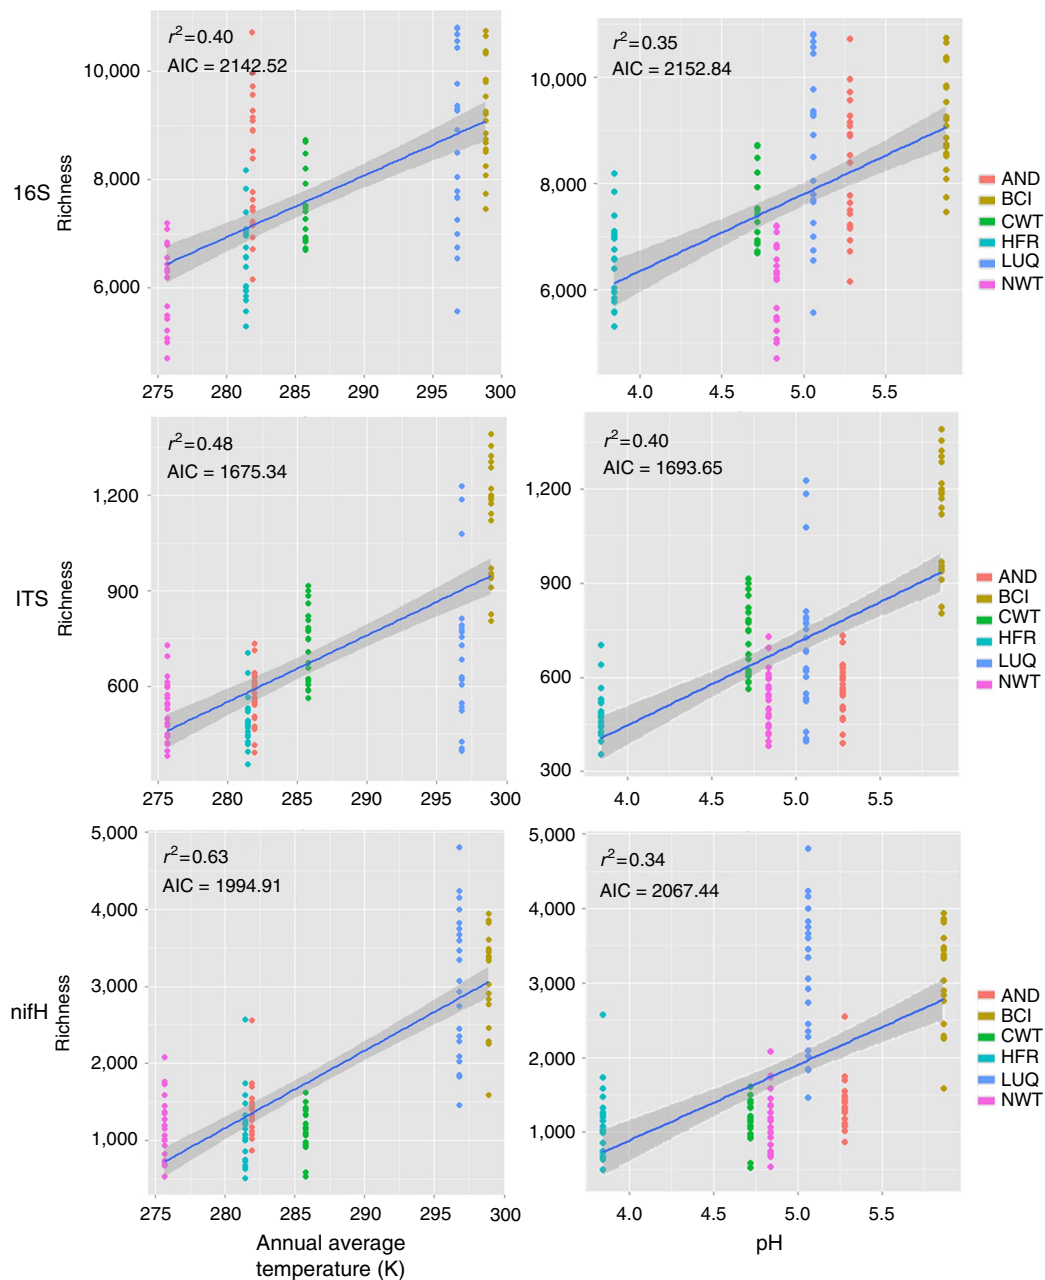 r²=0.40
AIC = 2142.52
10,000
8,000
6,000
16S
Richness
275 280 285 290 295 300
r²=0.35
AIC = 2152.84
10,000
8,000
6,000
4.0 4.5 5.0 5.5
AND
BCI
CWT
HFR
LUQ
NWT
r²=0.48
AIC = 1675.34
1,200
900
600
ITS
Richness
275 280 285 290 295 300
r²=0.40
AIC = 1693.65
1,200
900
600
300
4.0 4.5 5.0 5.5
AND
BCI
CWT
HFR
LUQ
NWT
5,000
r²=0.63
AIC = 1994.91
4,000
3,000
2,000
1,000
nifH
Richness
275 280 285 290 295 300
Annual average
temperature (K)
5,000
r²=0.34
AIC = 2067.44
4,000
3,000
2,000
1,000
4.0 4.5 5.0 5.5
pH
AND
BCI
CWT
HFR
LUQ
NWT